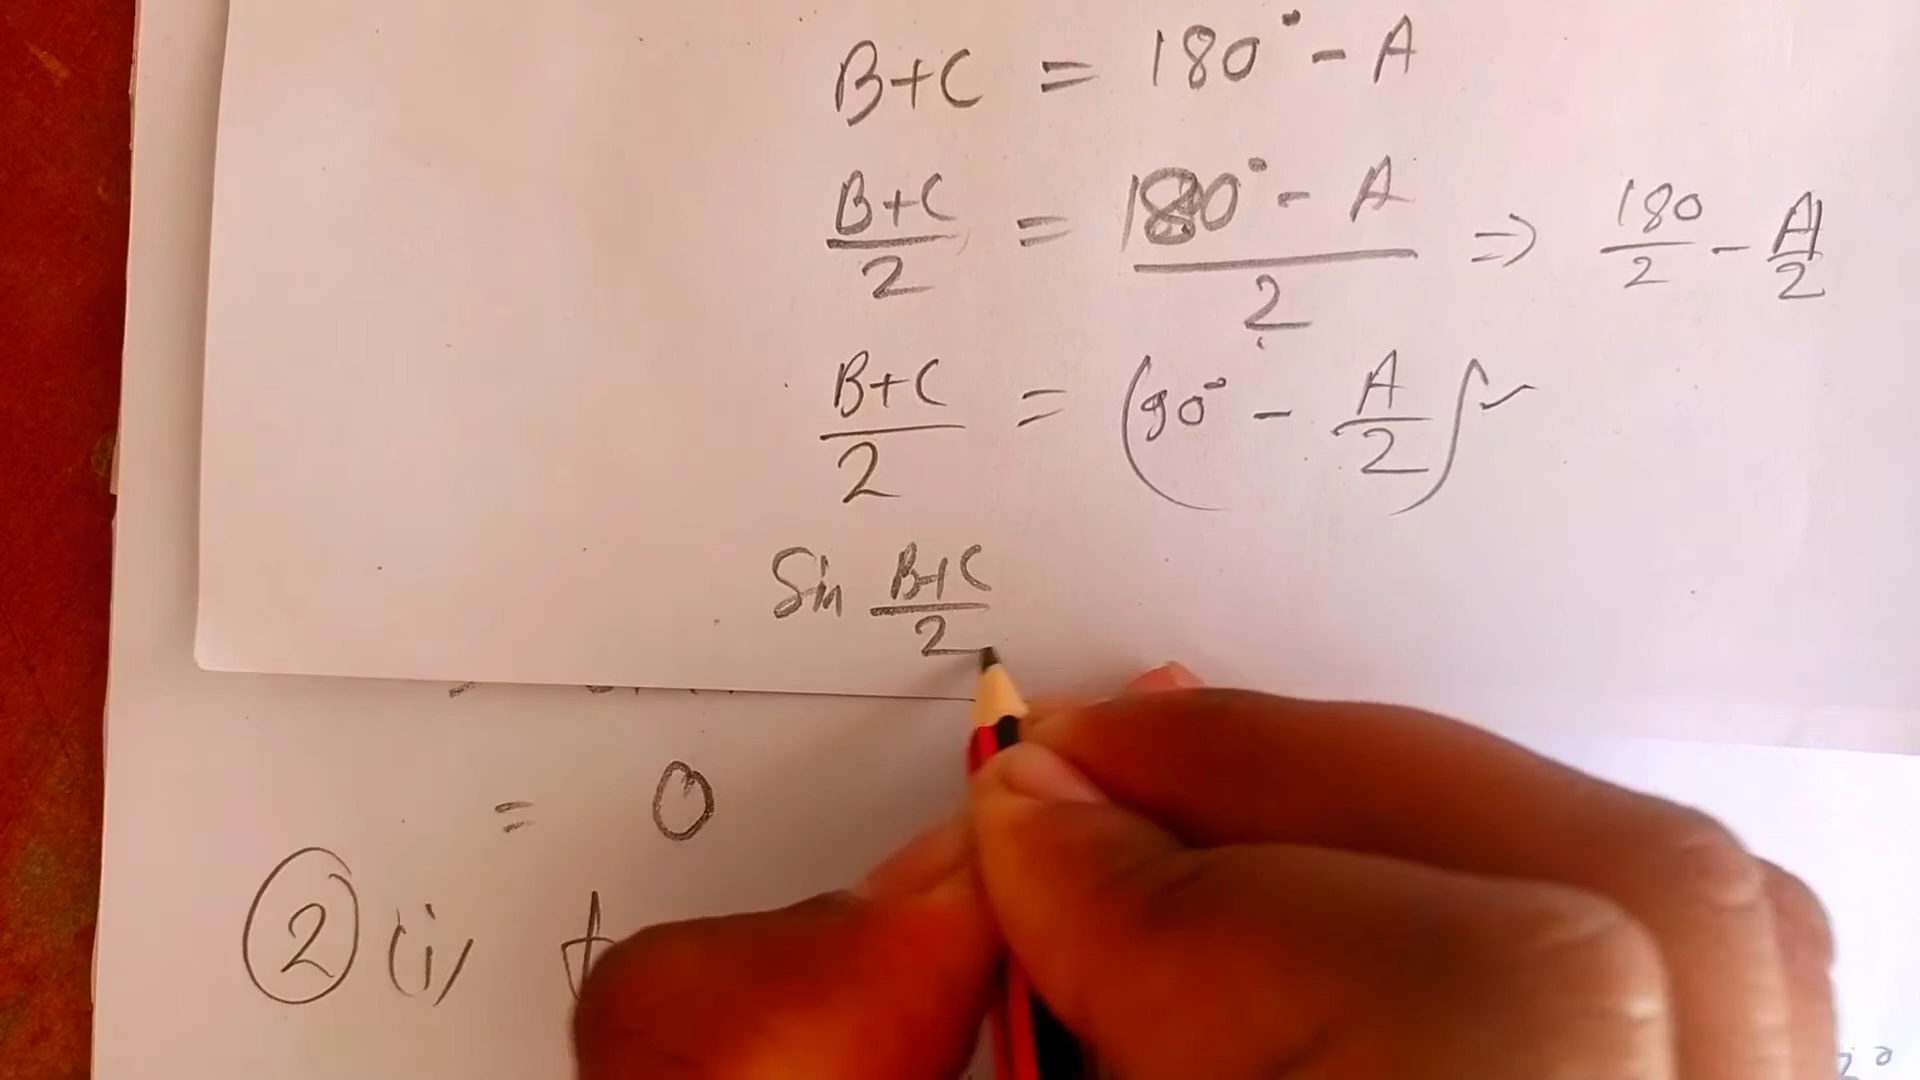 B+C = 180° - A
B+C/2 = 180° - A/2 ⇒ 180/2 - A/2
B+C/2 = (90° - A/2)
Sin B+C/2
= 0
② (i)